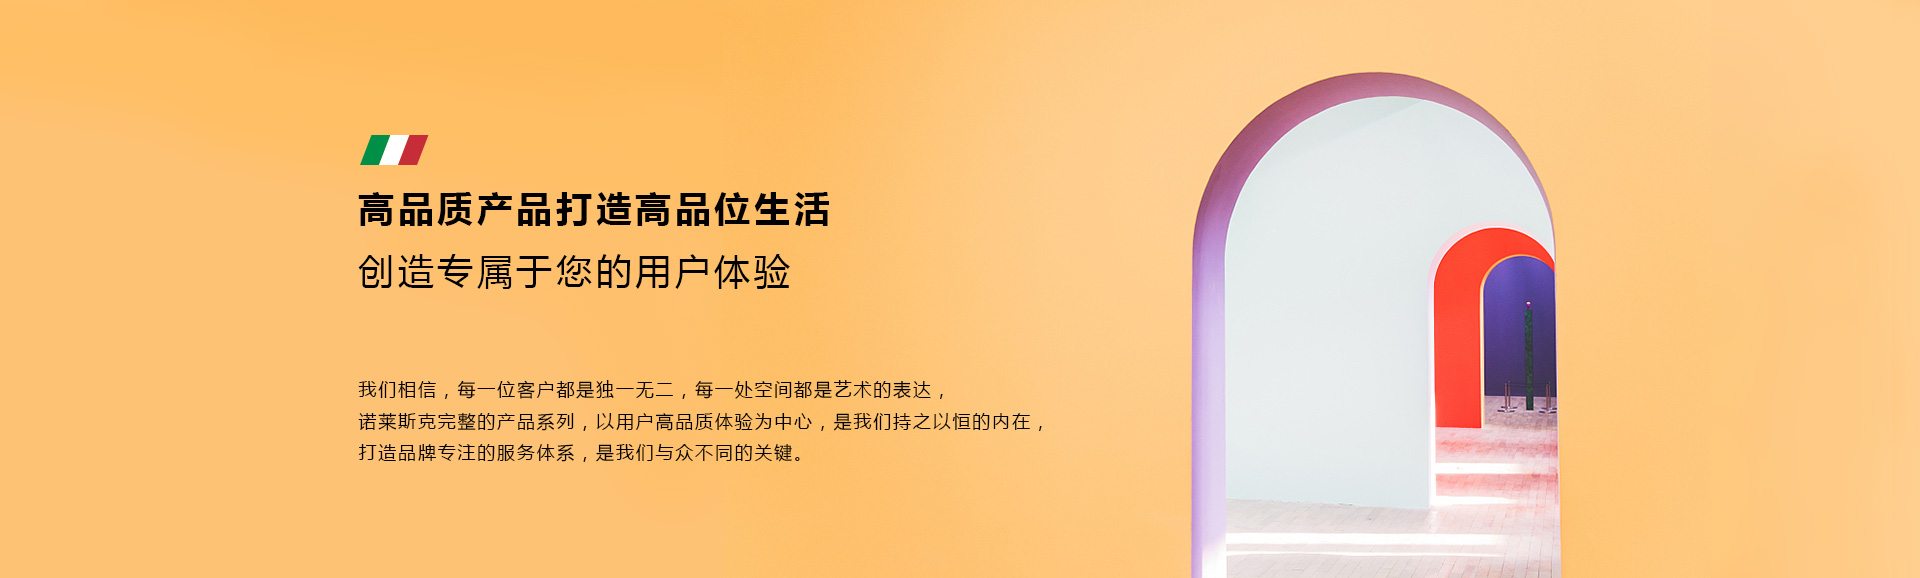 高品质产品打造高品位生活
创造专属于您的用户体验
我们相信，每一位客户都是独一无二，每一处空间都是艺术的表达，
诺莱斯克完整的产品系列，以用户高品质体验为中心，是我们持之以恒的内在，
打造品牌专注的服务体系，是我们与众不同的关键。